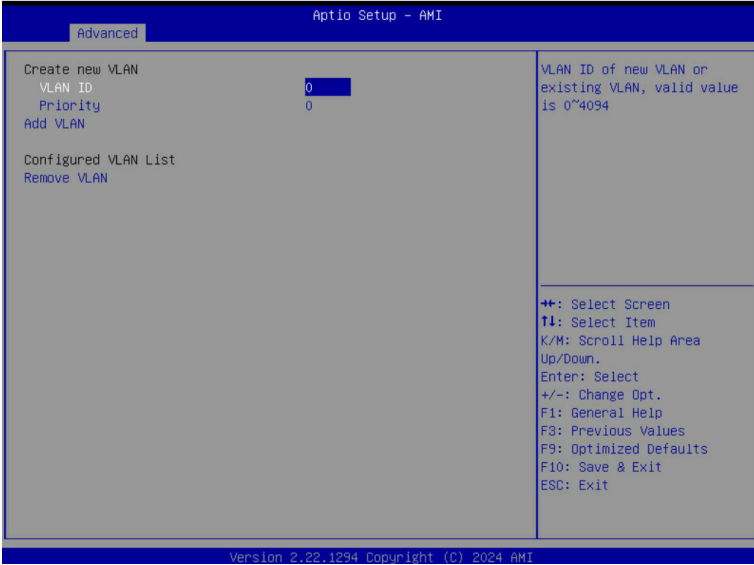 Aptio Setup – AMI
Advanced
Create new VLAN
VLAN ID 0
Priority 0
Add VLAN
Configured VLAN List
Remove VLAN
VLAN ID of new VLAN or
existing VLAN, valid value
is 0~4094
→←: Select Screen
↑↓: Select Item
K/M: Scroll Help Area
Up/Down.
Enter: Select
+/-: Change Opt.
F1: General Help
F3: Previous Values
F9: Optimized Defaults
F10: Save & Exit
ESC: Exit
Version 2.22.1294 Copyright (C) 2024 AMI